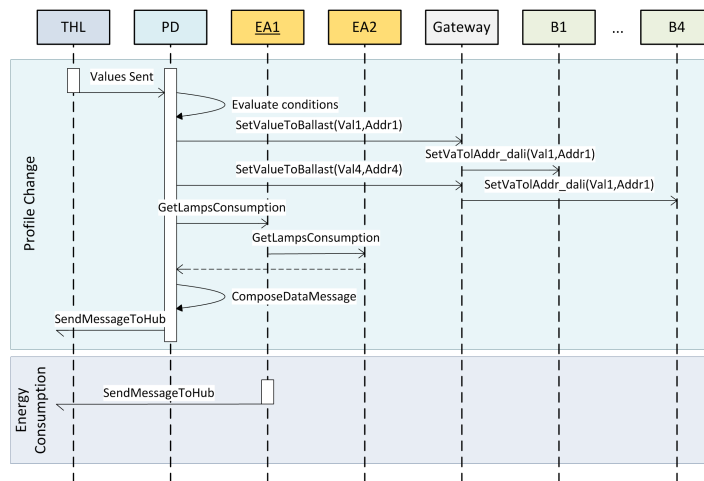 THL PD EA1 EA2 Gateway B1 ... B4
Profile Change
Values Sent
Evaluate conditions
SetValueToBallast(Val1,Addr1)
SetVaTolAddr_dali(Val1,Addr1)
SetValueToBallast(Val4,Addr4)
SetVaTolAddr_dali(Val1,Addr1)
GetLampsConsumption
GetLampsConsumption
ComposeDataMessage
SendMessageToHub
Energy
Consumption
SendMessageToHub